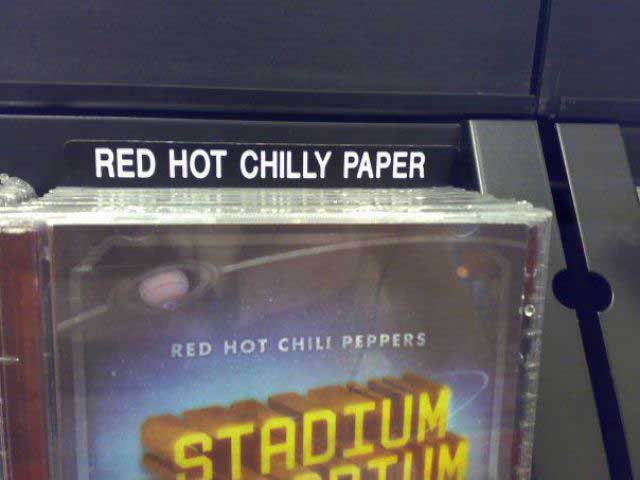 RED HOT CHILLY PAPER
RED HOT CHILI PEPPERS
STADIUM